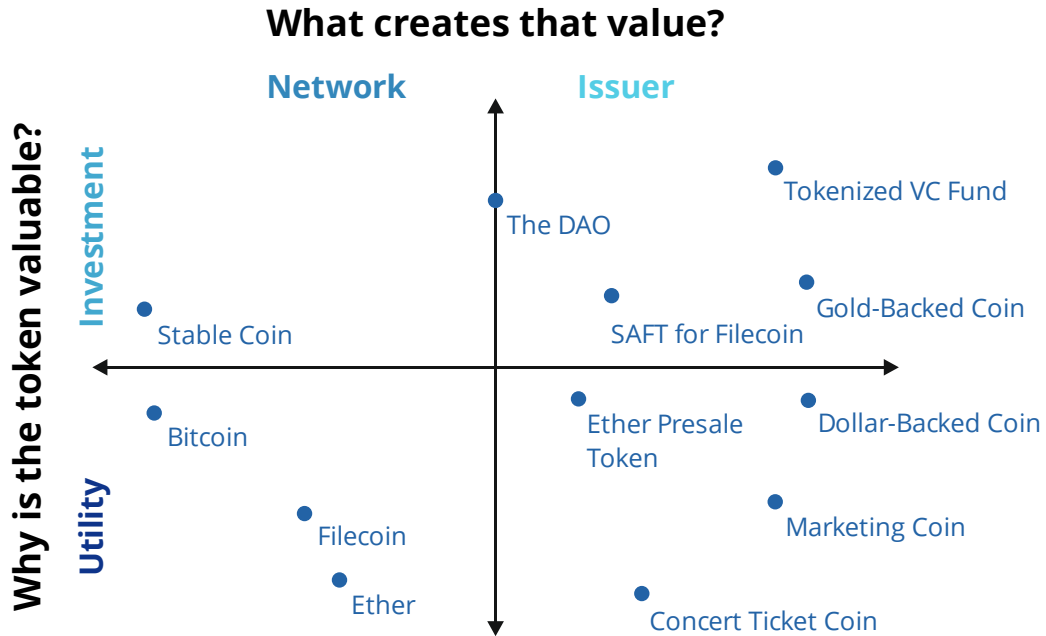 What creates that value?
Network
Issuer
Why is the token valuable?
Investment
Utility
Tokenized VC Fund
The DAO
Gold-Backed Coin
SAFT for Filecoin
Stable Coin
Ether Presale
Token
Dollar-Backed Coin
Bitcoin
Marketing Coin
Filecoin
Ether
Concert Ticket Coin